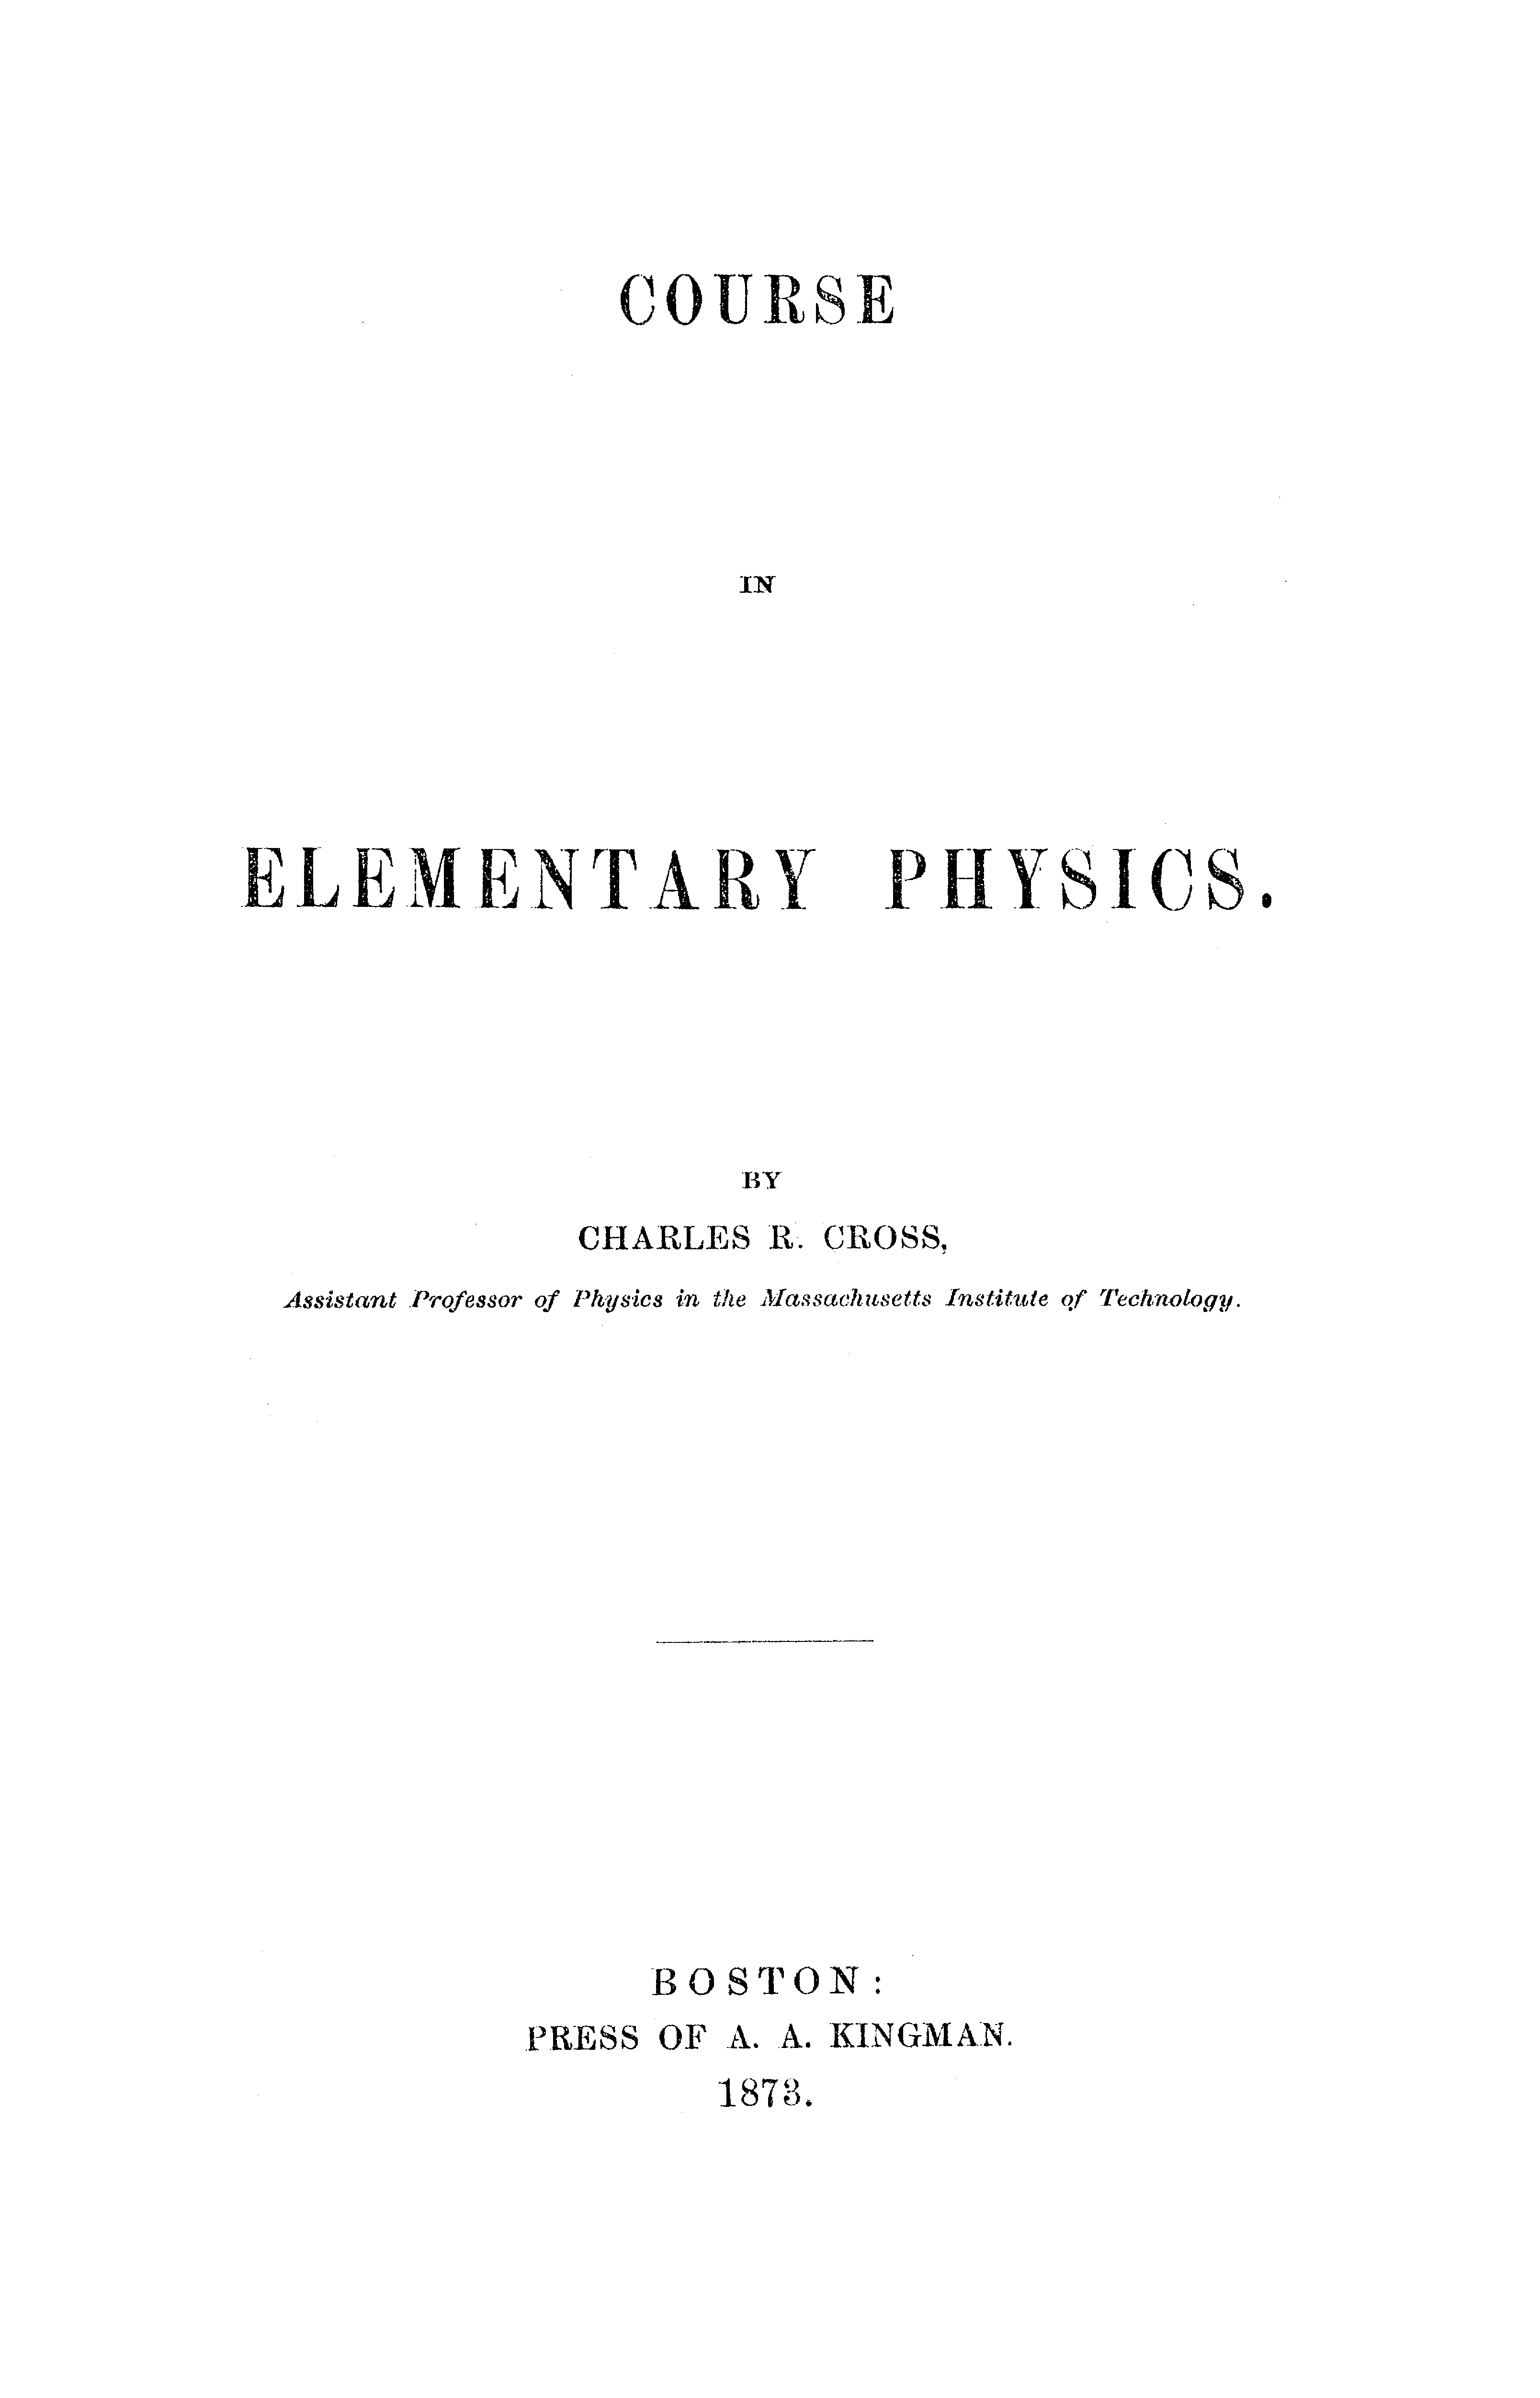 COURSE
IN
ELEMENTARY PHYSICS.
BY
CHARLES R. CROSS,
Assistant Professor of Physics in the Massachusetts Institute of Technology.
BOSTON:
PRESS OF A. A. KINGMAN.
1873.